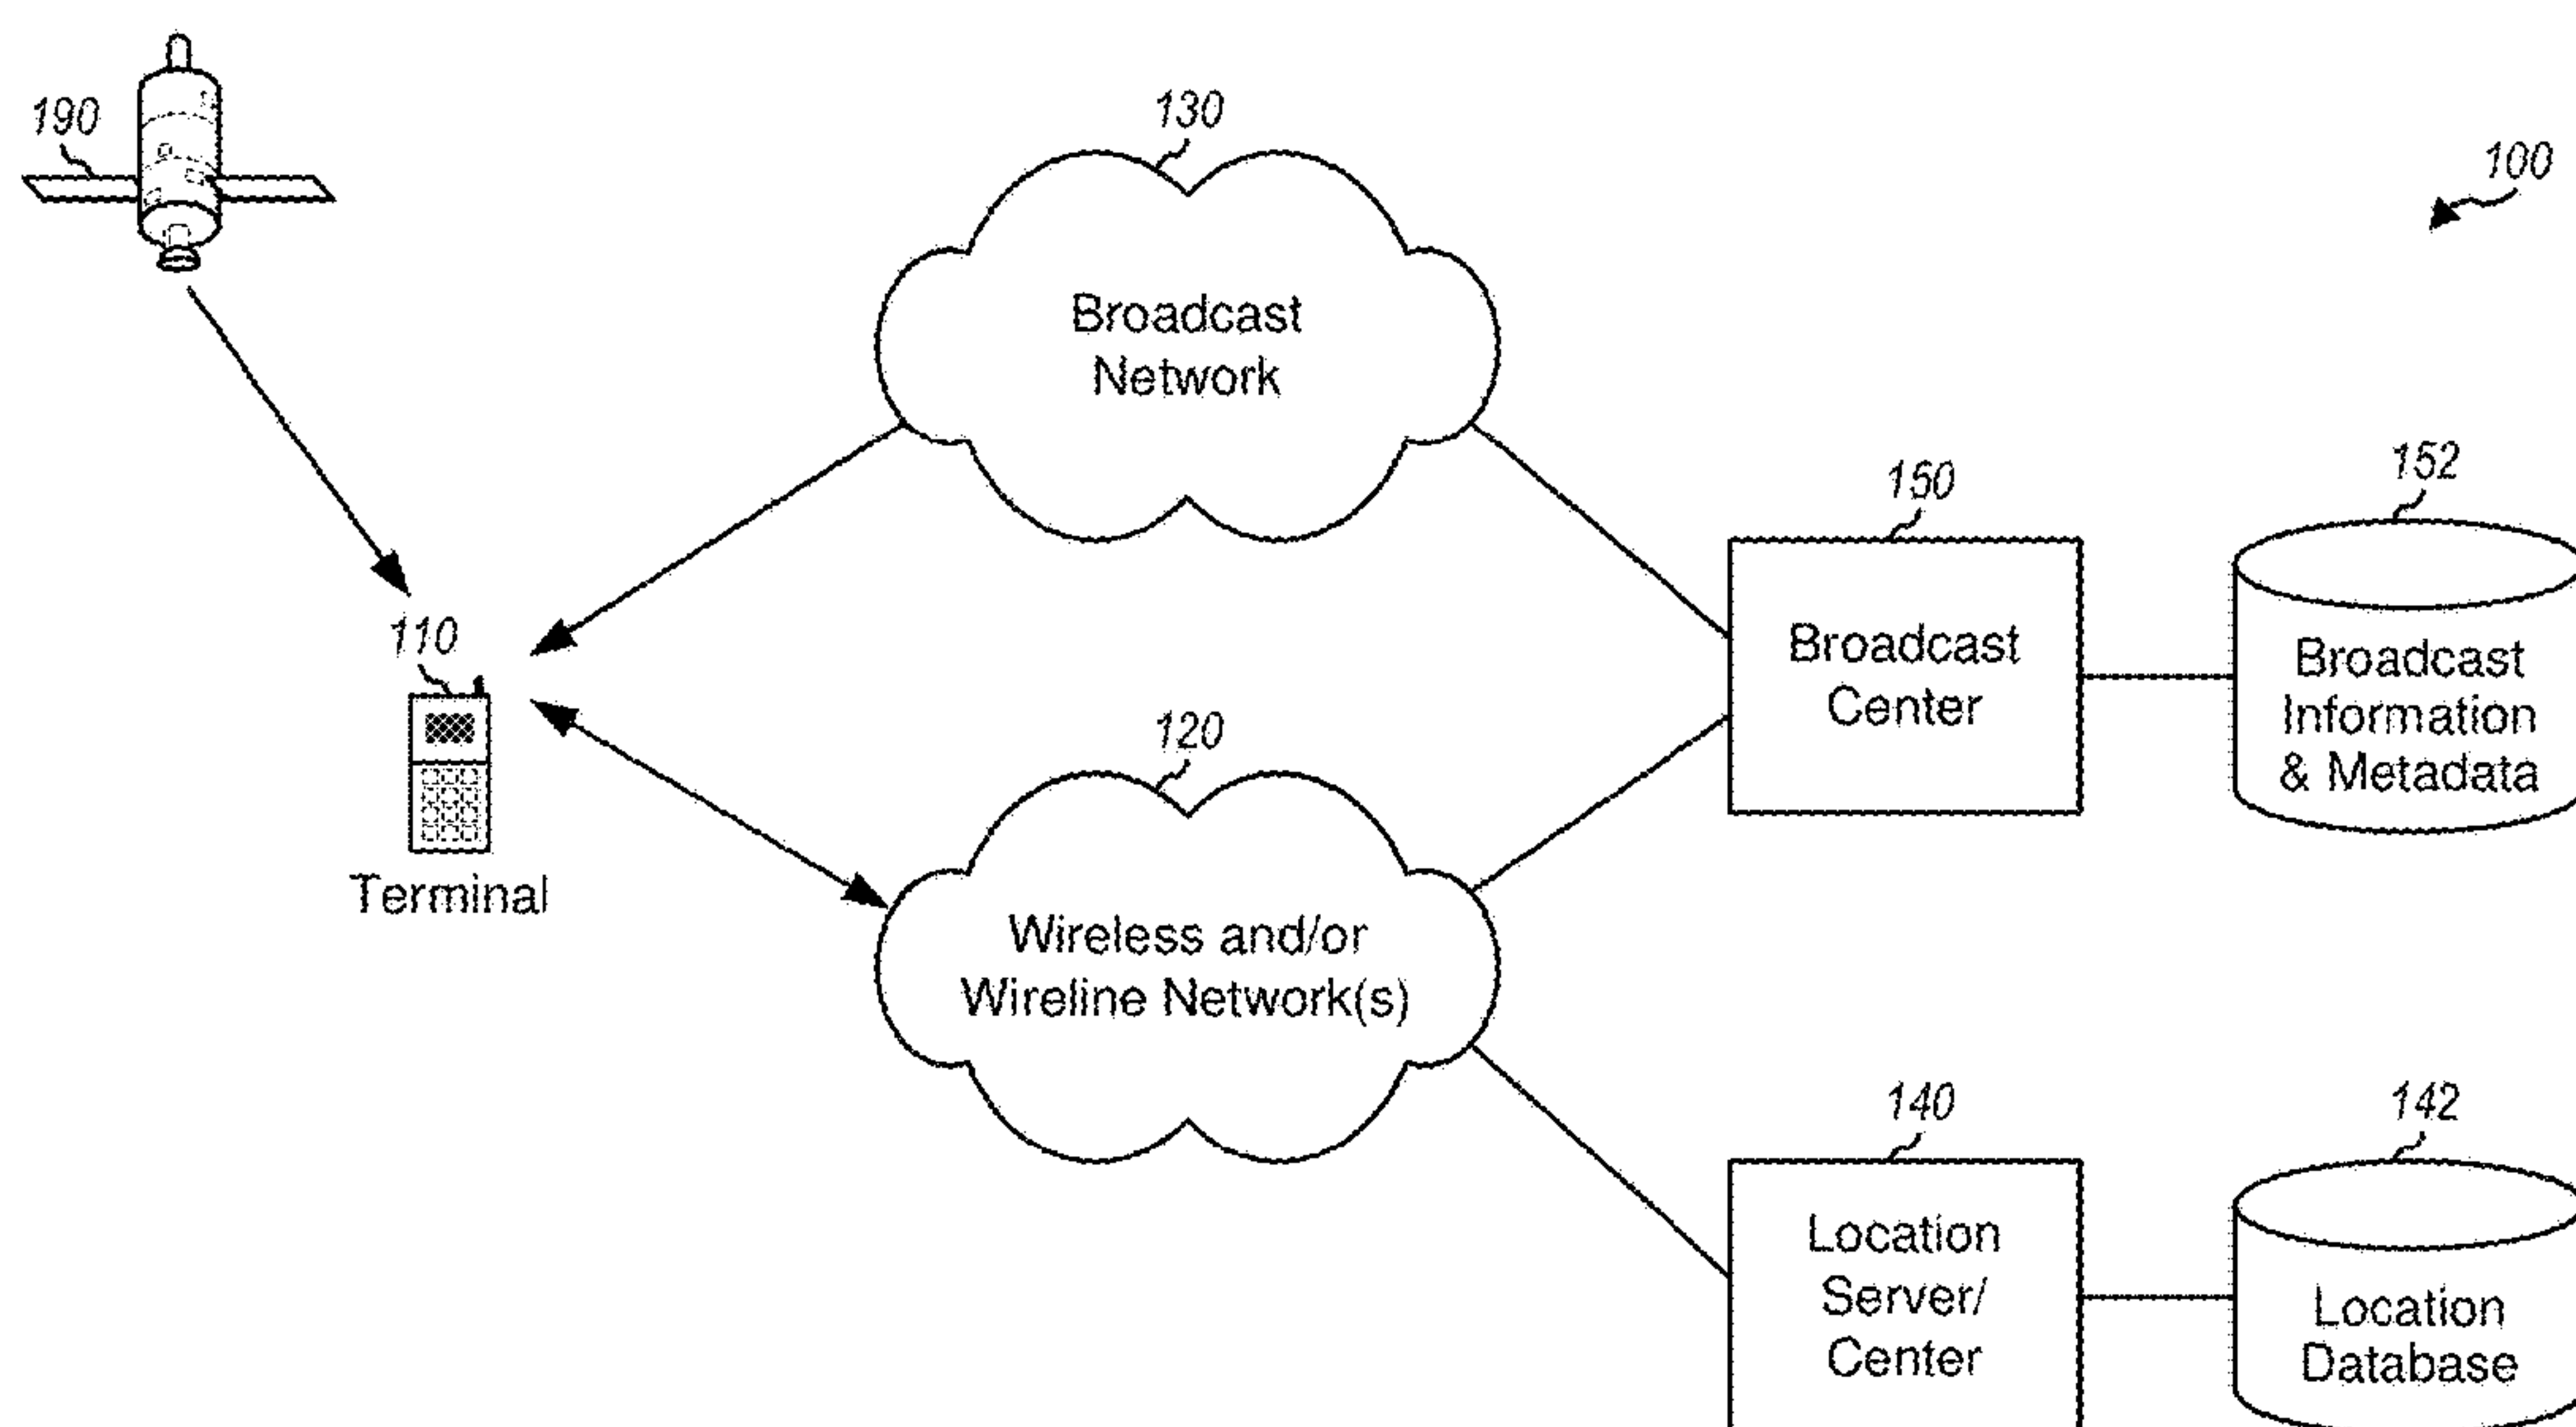 190
130
100
Broadcast
Network
150
152
110
Broadcast
Center
Broadcast
Information
& Metadata
120
Terminal
Wireless and/or
Wireline Network(s)
140
142
Location
Server/
Center
Location
Database